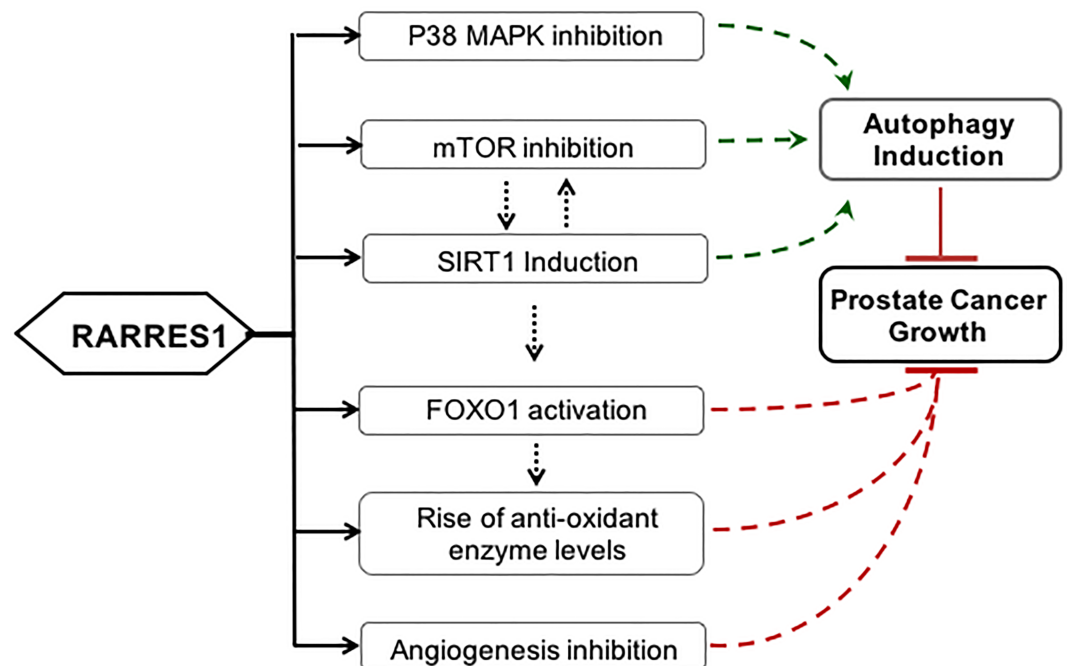 P38 MAPK inhibition
mTOR inhibition
SIRT1 Induction
RARRES1
FOXO1 activation
Rise of anti-oxidant
enzyme levels
Angiogenesis inhibition
Autophagy
Induction
Prostate Cancer
Growth